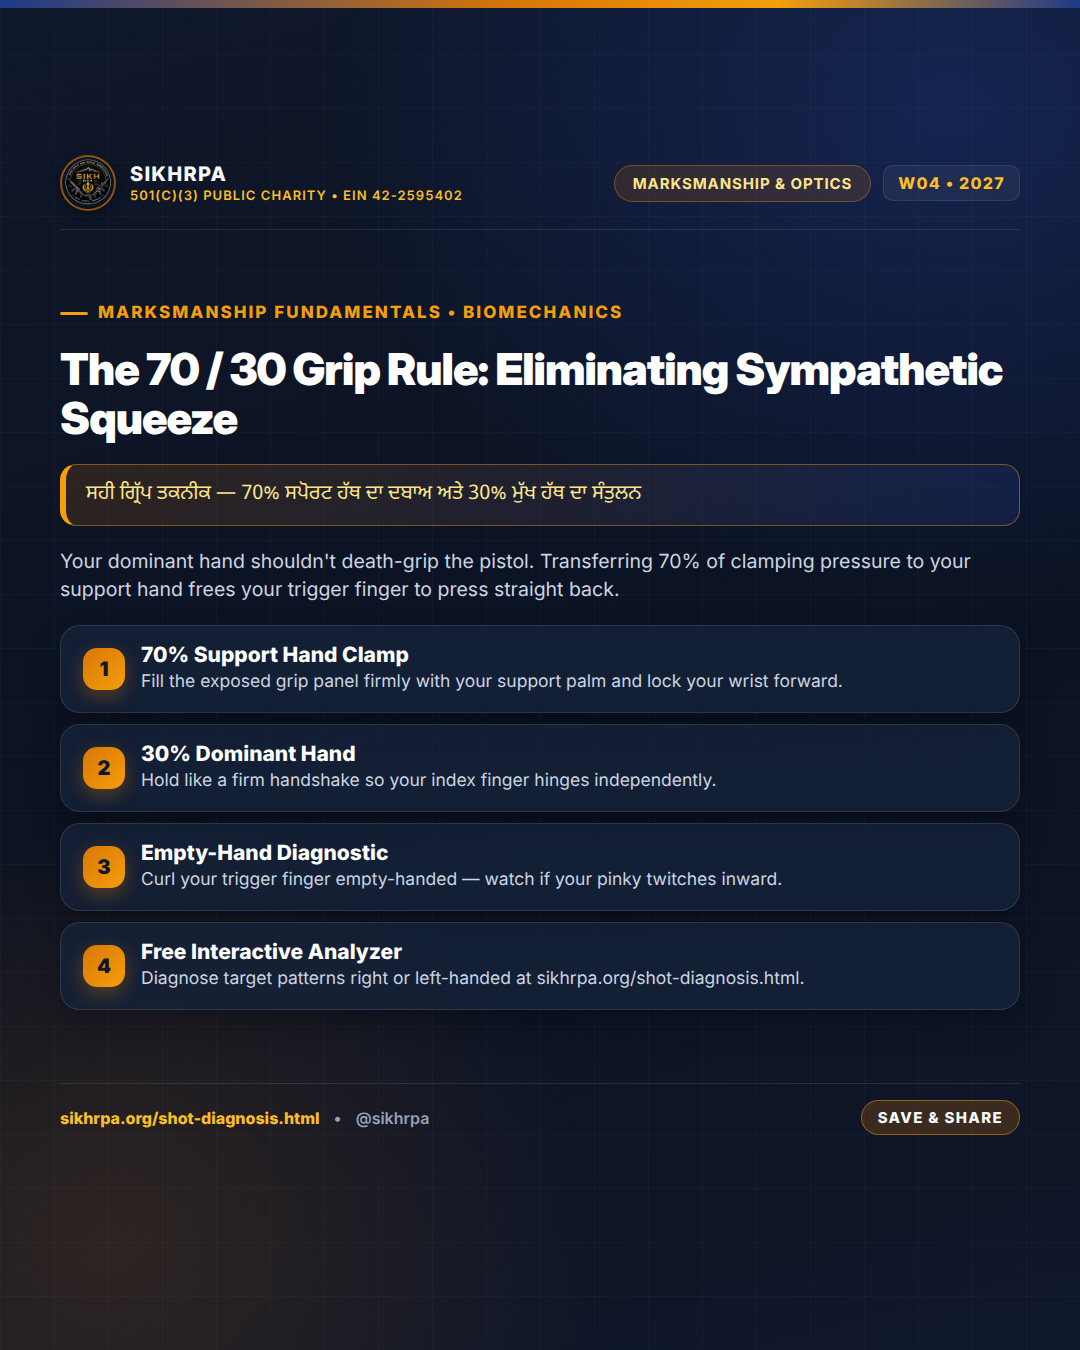 SIKH
SIKHRPA
501(C)(3) PUBLIC CHARITY • EIN 42-2595402
MARKSMANSHIP & OPTICS
W04 • 2027
MARKSMANSHIP FUNDAMENTALS • BIOMECHANICS
The 70 / 30 Grip Rule: Eliminating Sympathetic
Squeeze
ਸਹੀ ਗ੍ਰਿੱਪ ਤਕਨੀਕ — 70% ਸਪੋਰਟ ਹੱਥ ਦਾ ਦਬਾਅ ਅਤੇ 30% ਮੁੱਖ ਹੱਥ ਦਾ ਸੰਤੁਲਨ
Your dominant hand shouldn't death-grip the pistol. Transferring 70% of clamping pressure to your
support hand frees your trigger finger to press straight back.
1
70% Support Hand Clamp
Fill the exposed grip panel firmly with your support palm and lock your wrist forward.
2
30% Dominant Hand
Hold like a firm handshake so your index finger hinges independently.
3
Empty-Hand Diagnostic
Curl your trigger finger empty-handed — watch if your pinky twitches inward.
4
Free Interactive Analyzer
Diagnose target patterns right or left-handed at sikhrpa.org/shot-diagnosis.html.
sikhrpa.org/shot-diagnosis.html • @sikhrpa
SAVE & SHARE